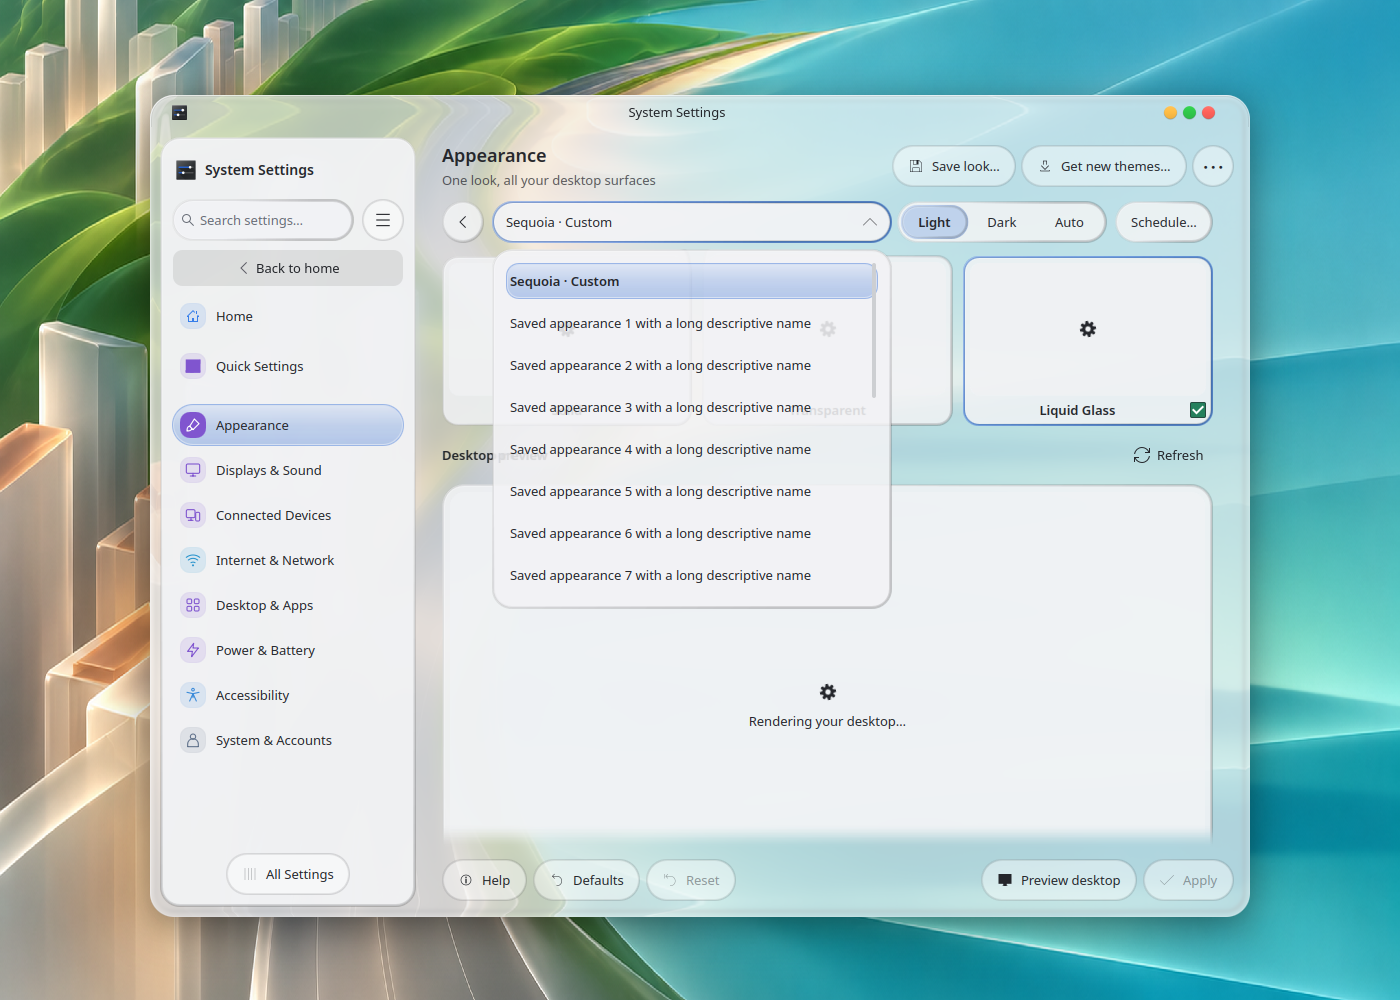 System Settings
System Settings
Search settings...
Back to home
Home
Quick Settings
Appearance
Displays & Sound
Connected Devices
Internet & Network
Desktop & Apps
Power & Battery
Accessibility
System & Accounts
All Settings
Appearance
One look, all your desktop surfaces
Save look...
Get new themes...
Sequoia · Custom
Light
Dark
Auto
Schedule...
Sequoia · Custom
Saved appearance 1 with a long descriptive name
Saved appearance 2 with a long descriptive name
Saved appearance 3 with a long descriptive name
Saved appearance 4 with a long descriptive name
Saved appearance 5 with a long descriptive name
Saved appearance 6 with a long descriptive name
Saved appearance 7 with a long descriptive name
Liquid Glass
Desktop preview
Refresh
Rendering your desktop...
Help
Defaults
Reset
Preview desktop
Apply